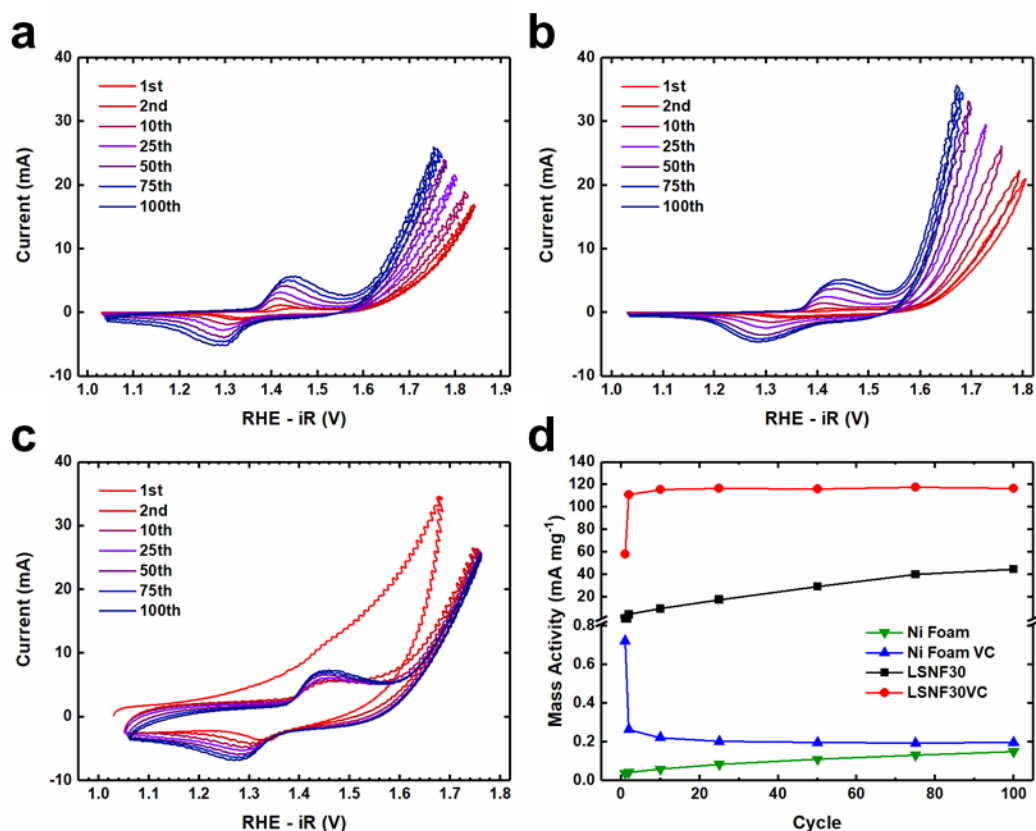 a
40
30
20
10
0
-10
Current (mA)
1st
2nd
10th
25th
50th
75th
100th
1.0 1.1 1.2 1.3 1.4 1.5 1.6 1.7 1.8 1.9
RHE - iR (V)
b
40
30
20
10
0
-10
Current (mA)
1st
2nd
10th
25th
50th
75th
100th
1.0 1.1 1.2 1.3 1.4 1.5 1.6 1.7 1.8
RHE - iR (V)
c
40
30
20
10
0
-10
Current (mA)
1st
2nd
10th
25th
50th
75th
100th
1.0 1.1 1.2 1.3 1.4 1.5 1.6 1.7 1.8
RHE - iR (V)
d
140
120
100
80
60
40
20
0.8
0.6
0.4
0.2
0.0
Mass Activity (mA mg⁻¹)
Ni Foam
Ni Foam VC
LSNF30
LSNF30VC
0 20 40 60 80 100
Cycle